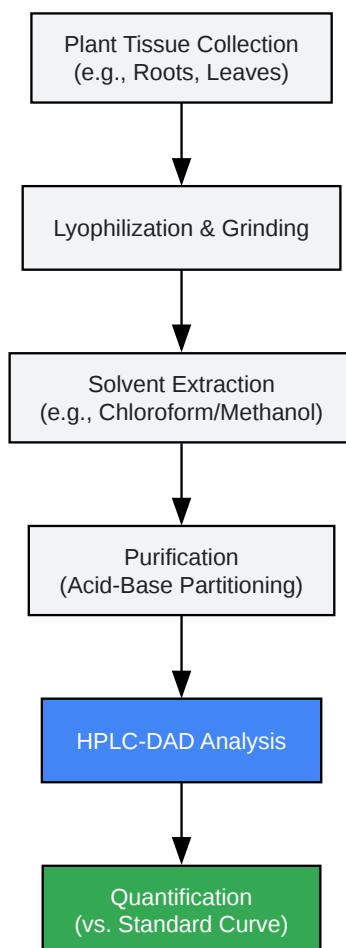 Plant Tissue Collection
(e.g., Roots, Leaves)
Lyophilization & Grinding
Solvent Extraction
(e.g., Chloroform/Methanol)
Purification
(Acid-Base Partitioning)
HPLC-DAD Analysis
Quantification
(vs. Standard Curve)